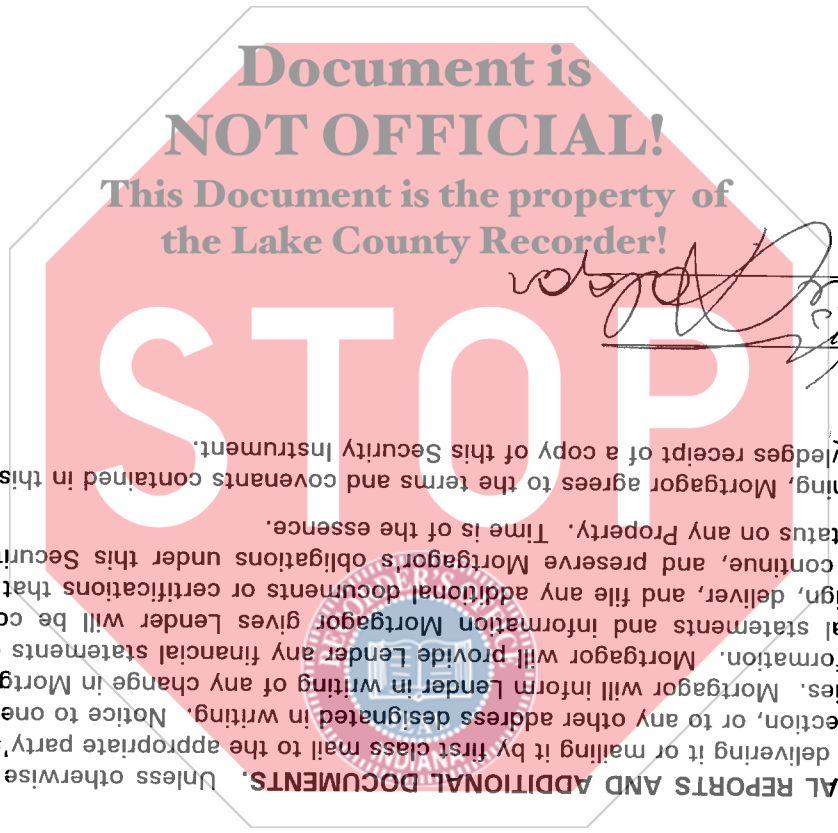 Document is
NOT OFFICIAL!
This Document is the property of
the Lake County Recorder!
STOP
AL REPORTS AND ADDITIONAL DOCUMENTS. Unless otherwise
delivering it or mailing it by first class mail to the appropriate party'
ection, or to any other address designated in writing. Notice to one
ies. Mortgagor will inform Lender in writing of any change in Mortg
formation. Mortgagor will provide Lender any financial statements
al statements and information Mortgagor gives Lender will be co
ign, deliver, and file any additional documents or certifications that
continue, and preserve Mortgagor's obligations under this Securi
tatus on any Property. Time is of the essence.
ning, Mortgagor agrees to the terms and covenants contained in this
wledges receipt of a copy of this Security Instrument.
RECORDER'S OFFICE
INDIANA